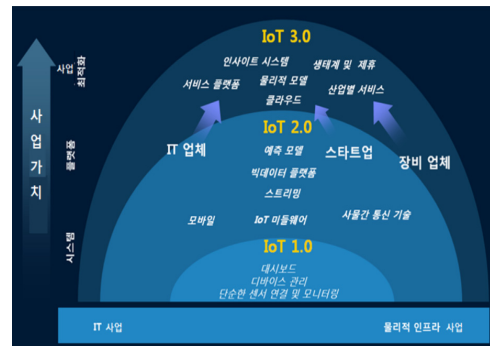 IoT 3.0
인사이트 시스템
생태계 및 제휴
서비스 플랫폼
물리적 모델
산업별 서비스
클라우드
IoT 2.0
IT 업체
예측 모델
스타트업
장비 업체
빅데이터 플랫폼
스트리밍
모바일
IoT 미들웨어
사물간 통신 기술
IoT 1.0
대시보드
디바이스 관리
단순한 센서 연결 및 모니터링
사업가치
사업
최적화
플랫폼
시스템
IT 사업
물리적 인프라 사업